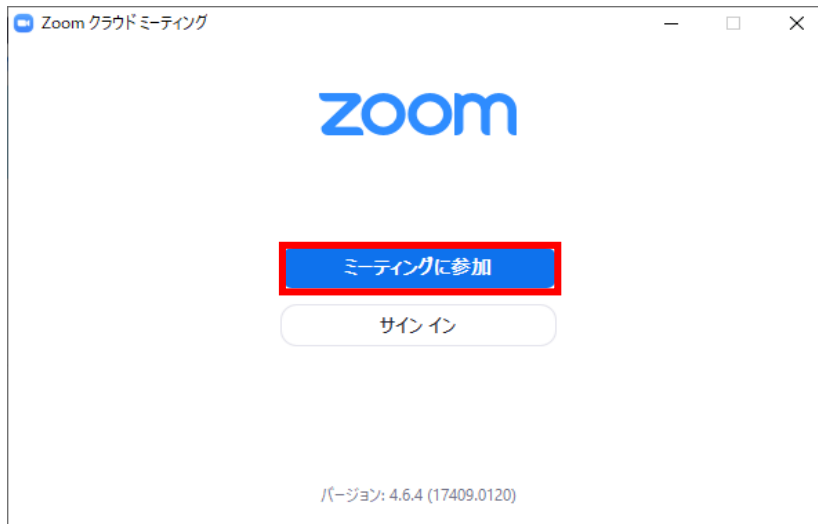 Zoom クラウド ミーティング
zoom
ミーティングに参加
サイン イン
バージョン: 4.6.4 (17409.0120)